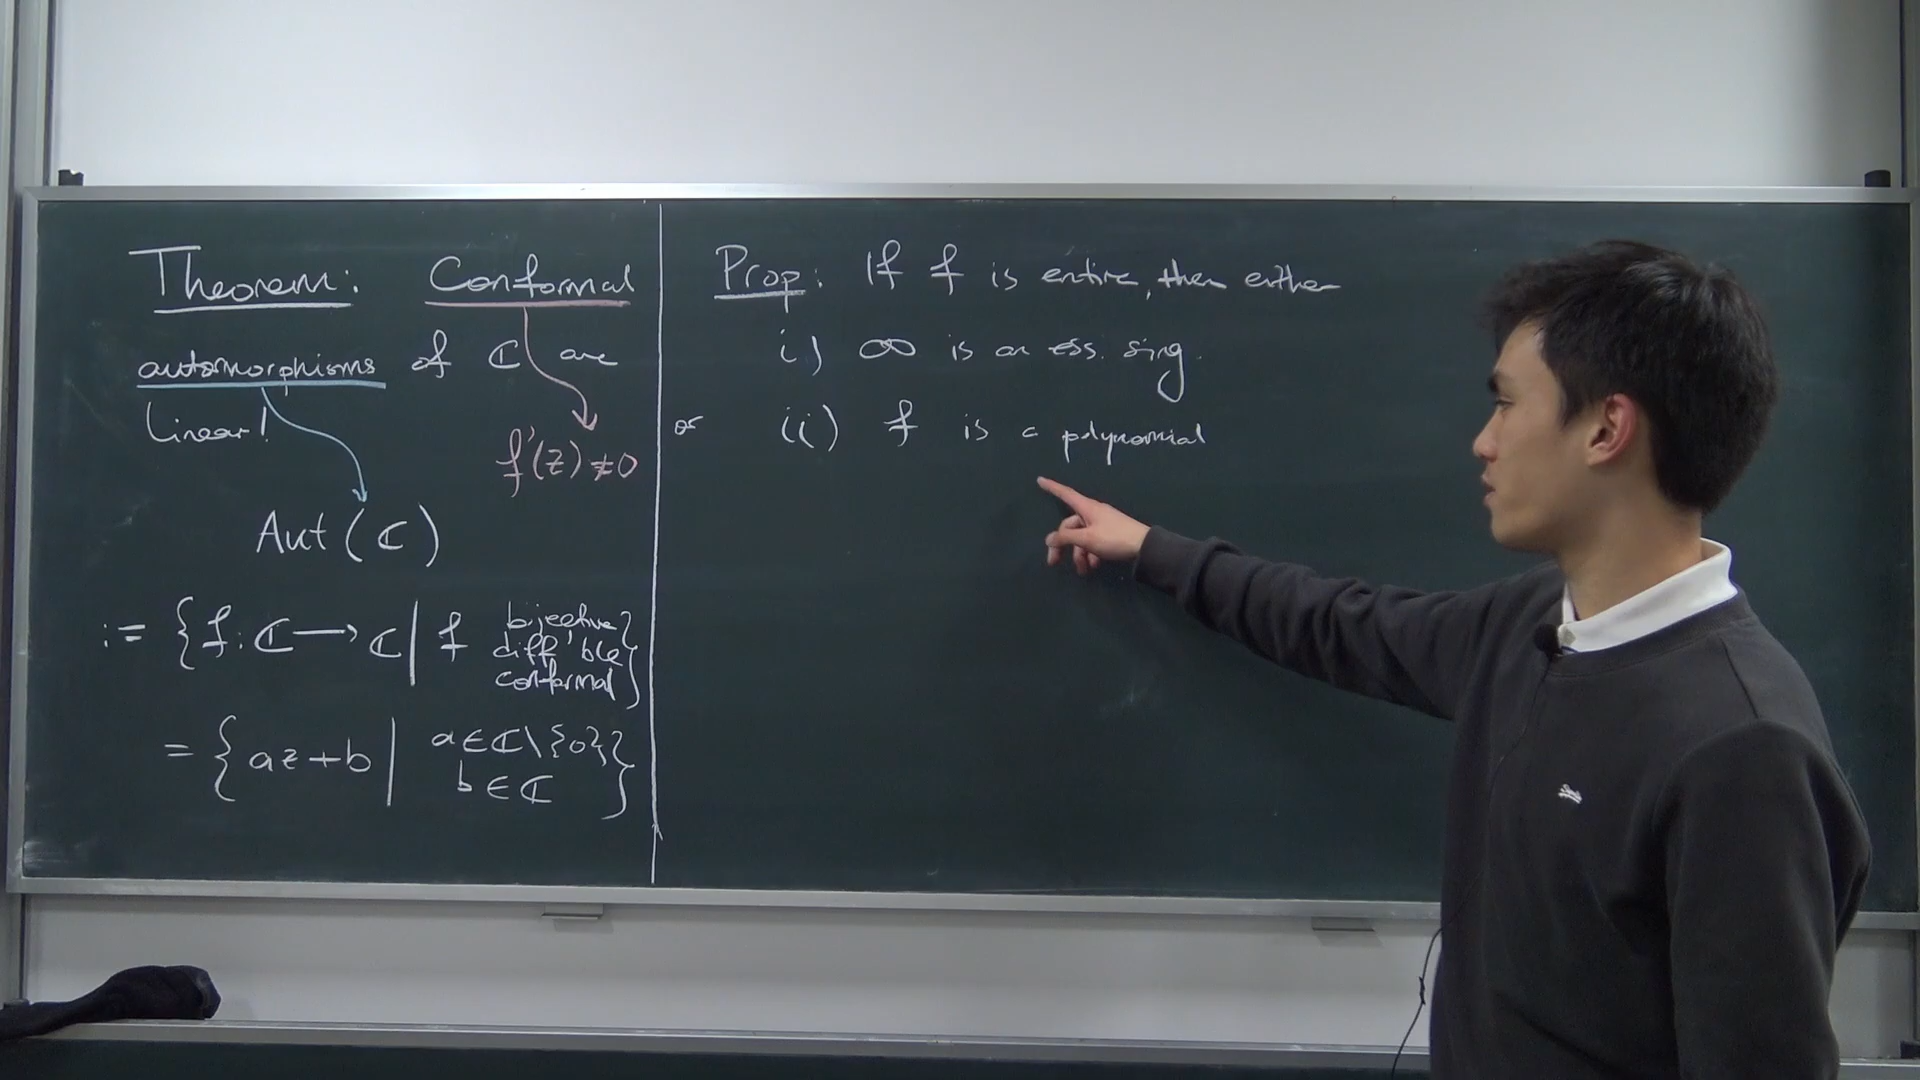 Theorem: Conformal
automorphisms of ℂ are
linear!
f'(z) ≠ 0
Aut(ℂ)
:= {f: ℂ → ℂ | f bijective
diff'ble
conformal}
= {az+b | a∈ℂ\{0}
b∈ℂ}
Prop: If f is entire, then either
i) ∞ is an ess. sing.
or ii) f is a polynomial